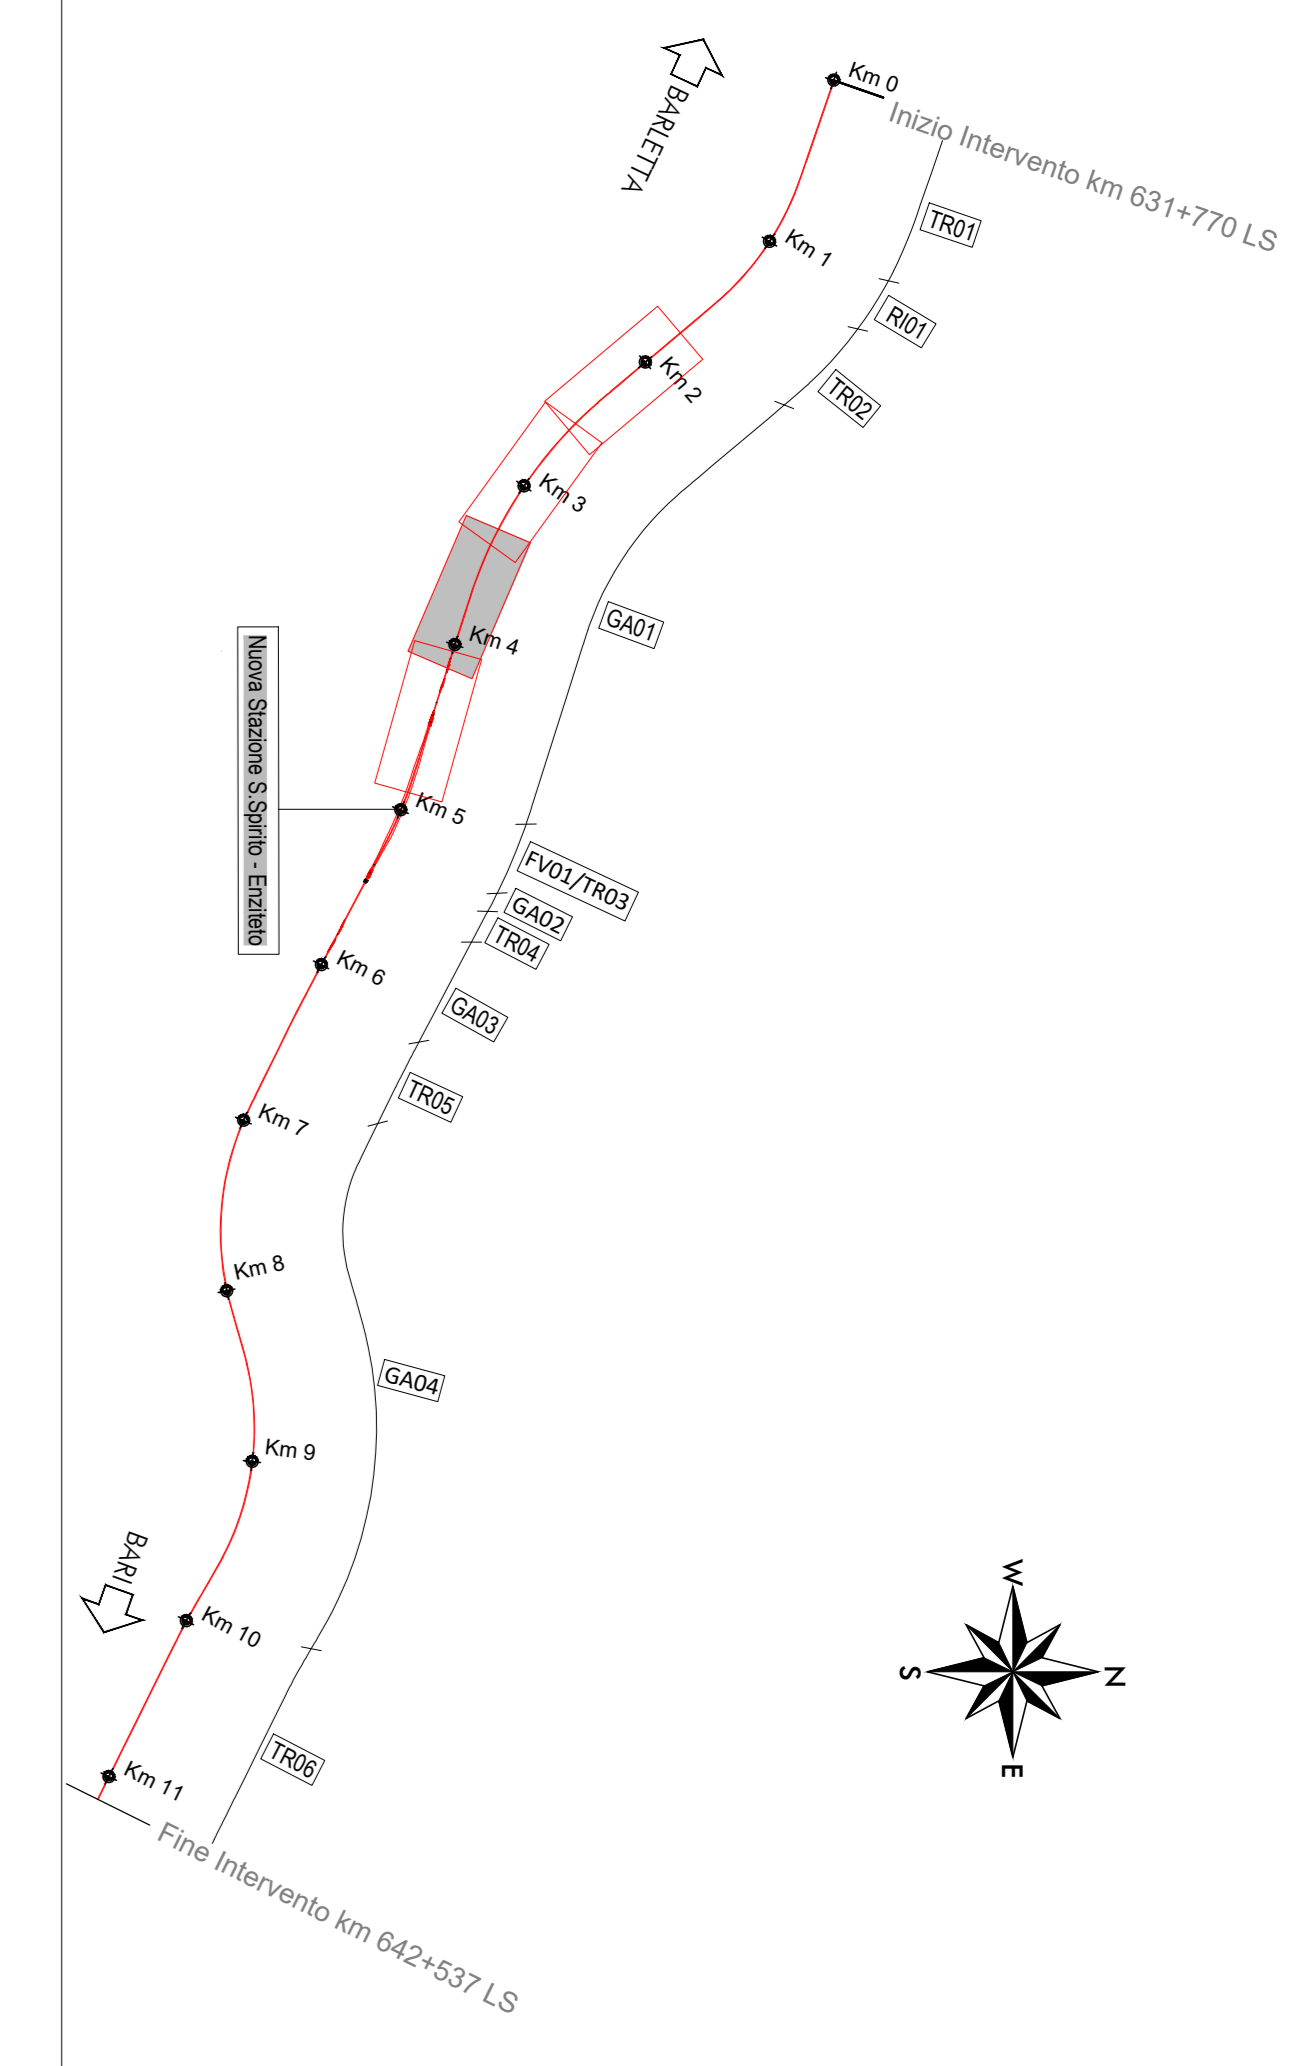 Km 0
Inizio Intervento km 631+770 LS
BARLETTA
TR01
Km 1
RI01
Km 2
TR02
Km 3
GA01
Km 4
Nuova Stazione S.Spirito - Enziteto
Km 5
FV01/TR03
GA02
TR04
Km 6
GA03
TR05
Km 7
Km 8
GA04
Km 9
BARI
Km 10
W
N
S
E
TR06
Km 11
Fine Intervento km 642+537 LS